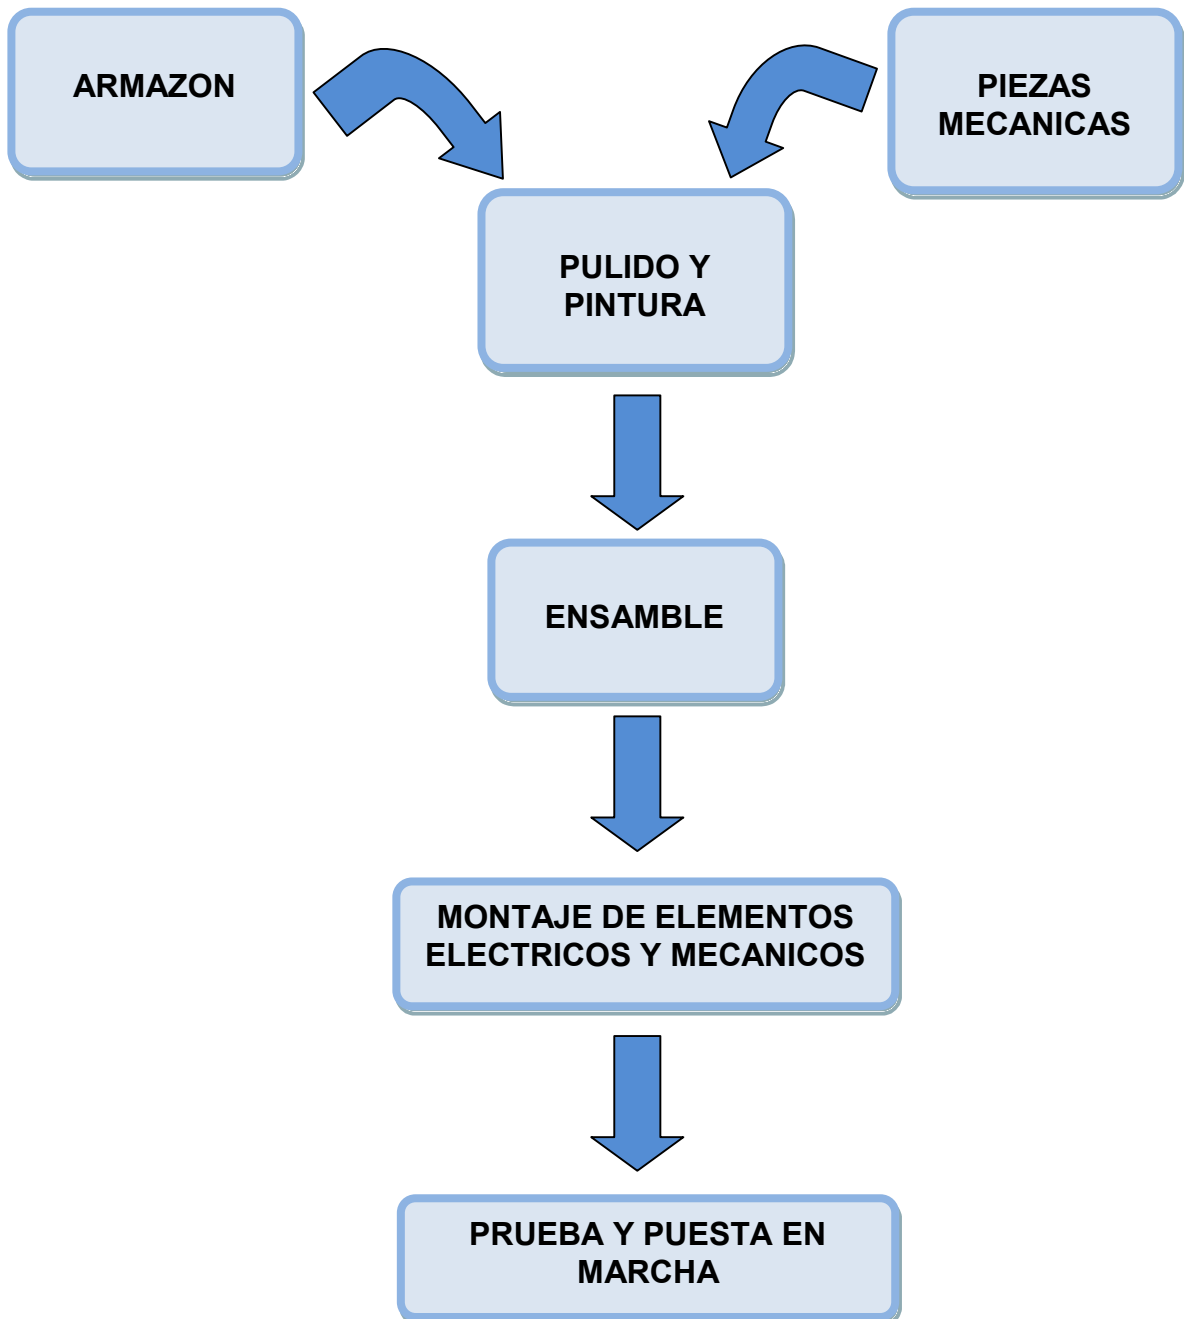 ARMAZON
PIEZAS
MECANICAS
PULIDO Y
PINTURA
ENSAMBLE
MONTAJE DE ELEMENTOS
ELECTRICOS Y MECANICOS
PRUEBA Y PUESTA EN
MARCHA